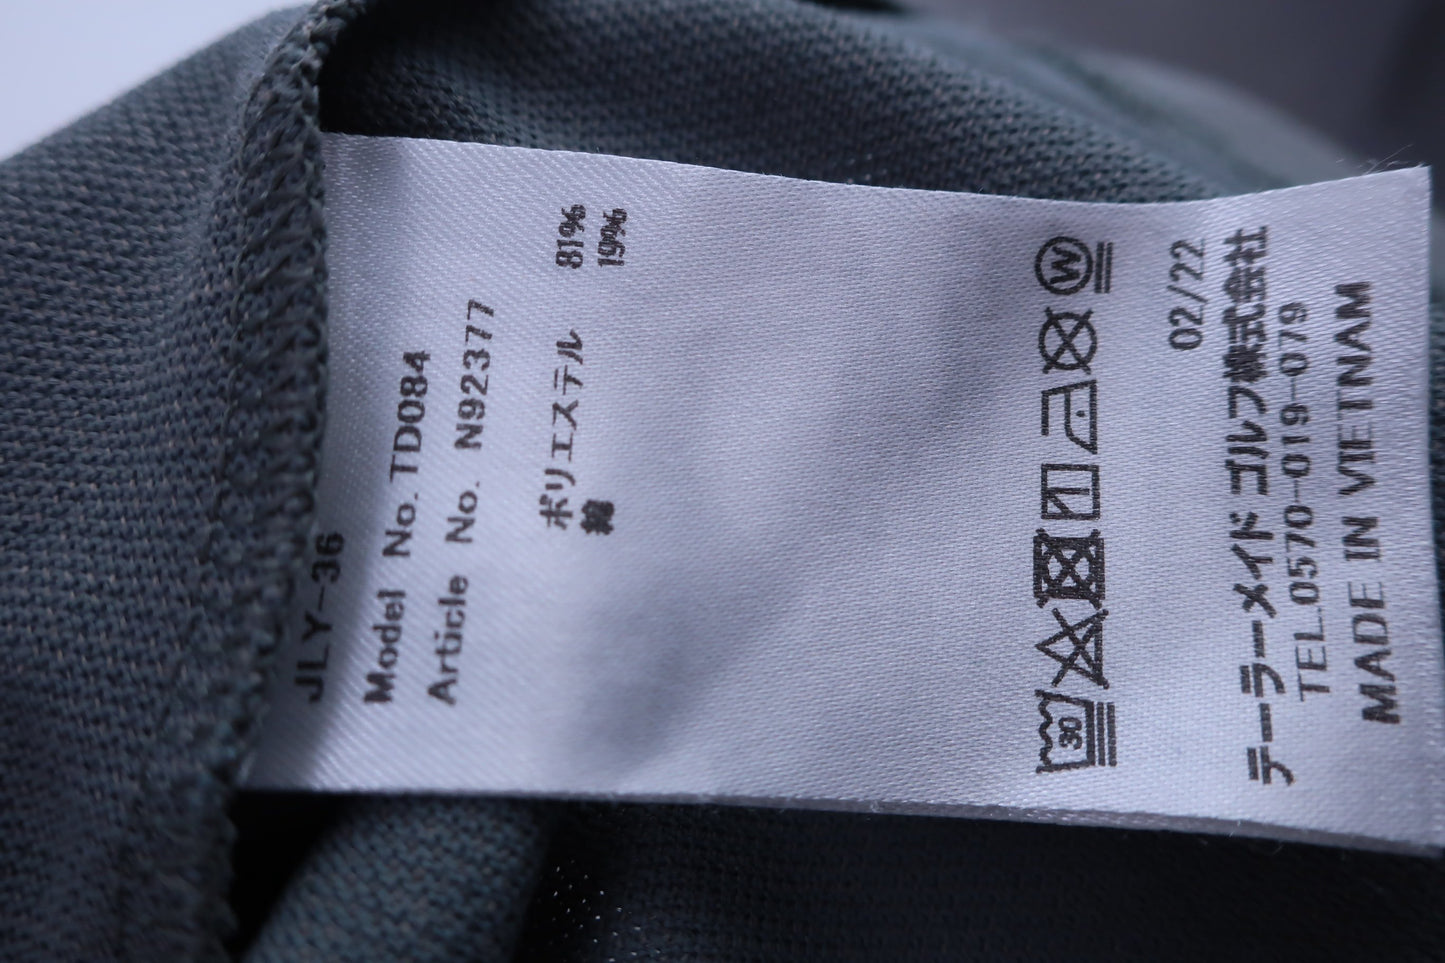 JLY-36
Model No.TD084
Article No. N92377
ポリエステル 81%
綿 19%
30
W
02/22
テーラーメイド ゴルフ株式会社
TEL.0570-019-079
MADE IN VIETNAM